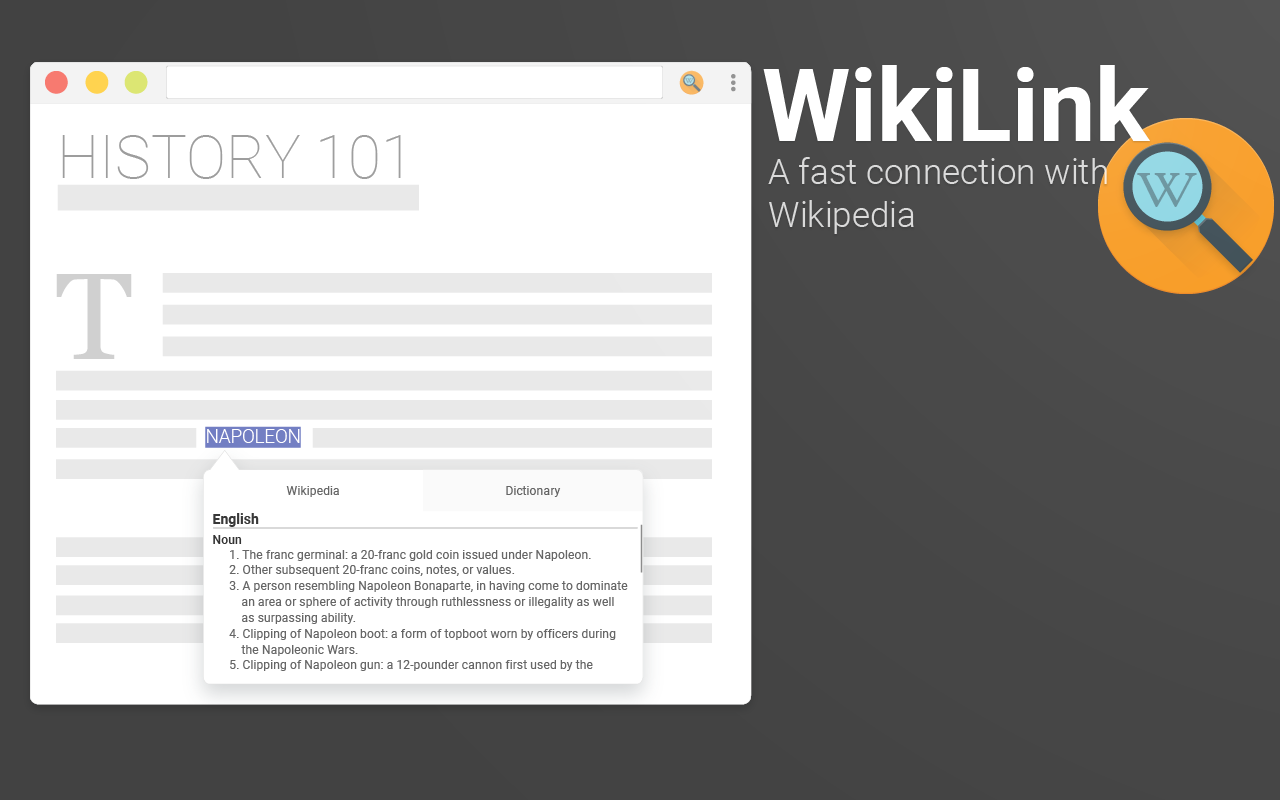 WikiLink
A fast connection with
Wikipedia
W
HISTORY 101
T
NAPOLEON
Wikipedia
Dictionary
English
Noun
1. The franc germinal: a 20-franc gold coin issued under Napoleon.
2. Other subsequent 20-franc coins, notes, or values.
3. A person resembling Napoleon Bonaparte, in having come to dominate
an area or sphere of activity through ruthlessness or illegality as well
as surpassing ability.
4. Clipping of Napoleon boot: a form of topboot worn by officers during
the Napoleonic Wars.
5. Clipping of Napoleon gun: a 12-pounder cannon first used by the